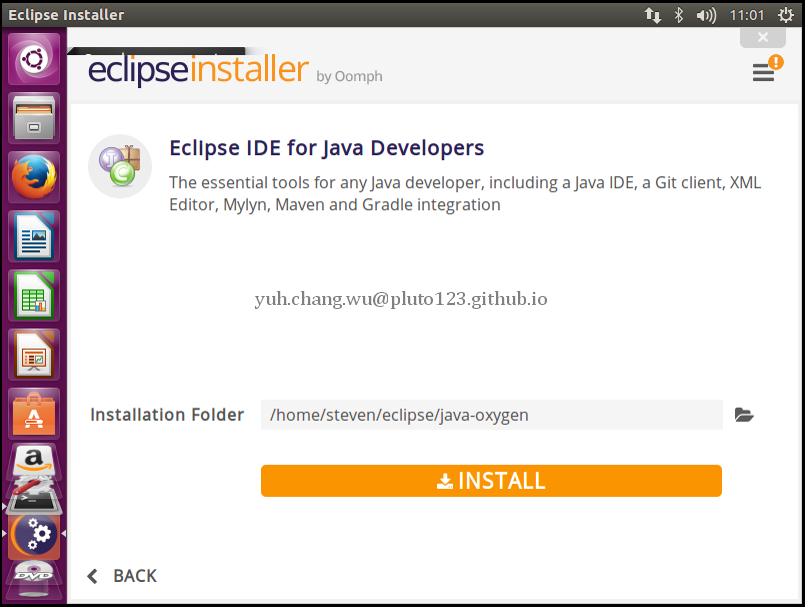 Eclipse Installer
11:01
eclipseinstaller by Oomph
EclIpse IDE for Java Developers
The essential tools for any Java developer, including a Java IDE, a Git client, XML
Editor, Mylyn, Maven and Gradle integration
yuh.chang.wu@pluto123.github.io
Installation Folder
/home/steven/eclipse/java-oxygen
INSTALL
BACK
a
DVD